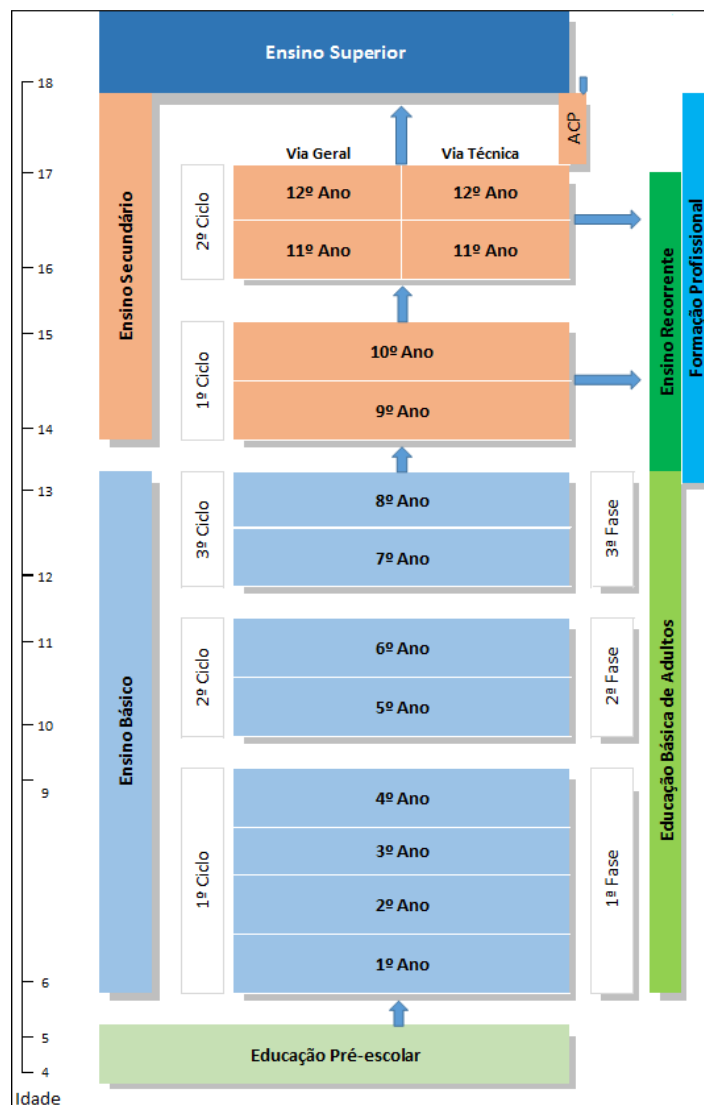 Ensino Superior
18
ACP
Via Geral
Via Técnica
17
12º Ano
12º Ano
2º Ciclo
11º Ano
11º Ano
16
Ensino Secundário
15
10º Ano
1º Ciclo
9º Ano
14
Ensino Recorrente
Formação Profissional
13
8º Ano
3º Ciclo
3ª Fase
7º Ano
12
11
6º Ano
2º Ciclo
2ª Fase
5º Ano
10
Ensino Básico
Educação Básica de Adultos
9
4º Ano
3º Ano
1º Ciclo
1ª Fase
2º Ano
1º Ano
6
5
Educação Pré-escolar
4
Idade